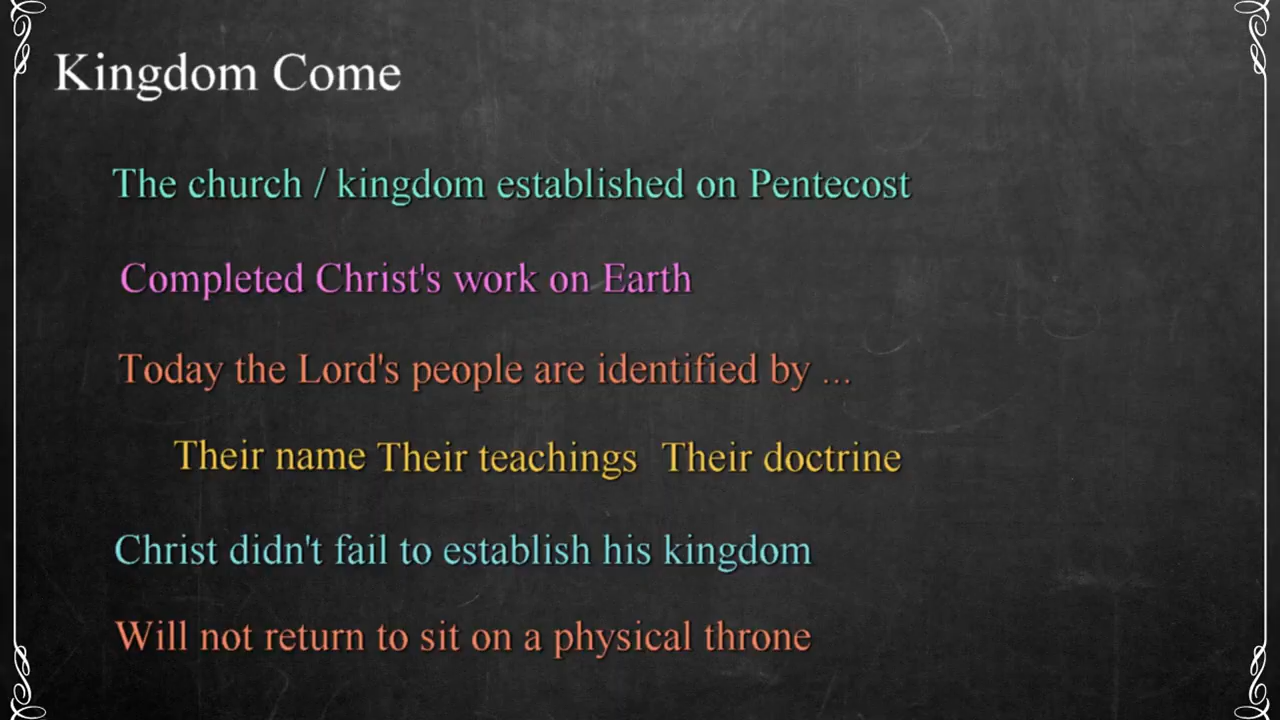 Kingdom Come
The church / kingdom established on Pentecost
Completed Christ's work on Earth
Today the Lord's people are identified by ...
Their name Their teachings Their doctrine
Christ didn't fail to establish his kingdom
Will not return to sit on a physical throne